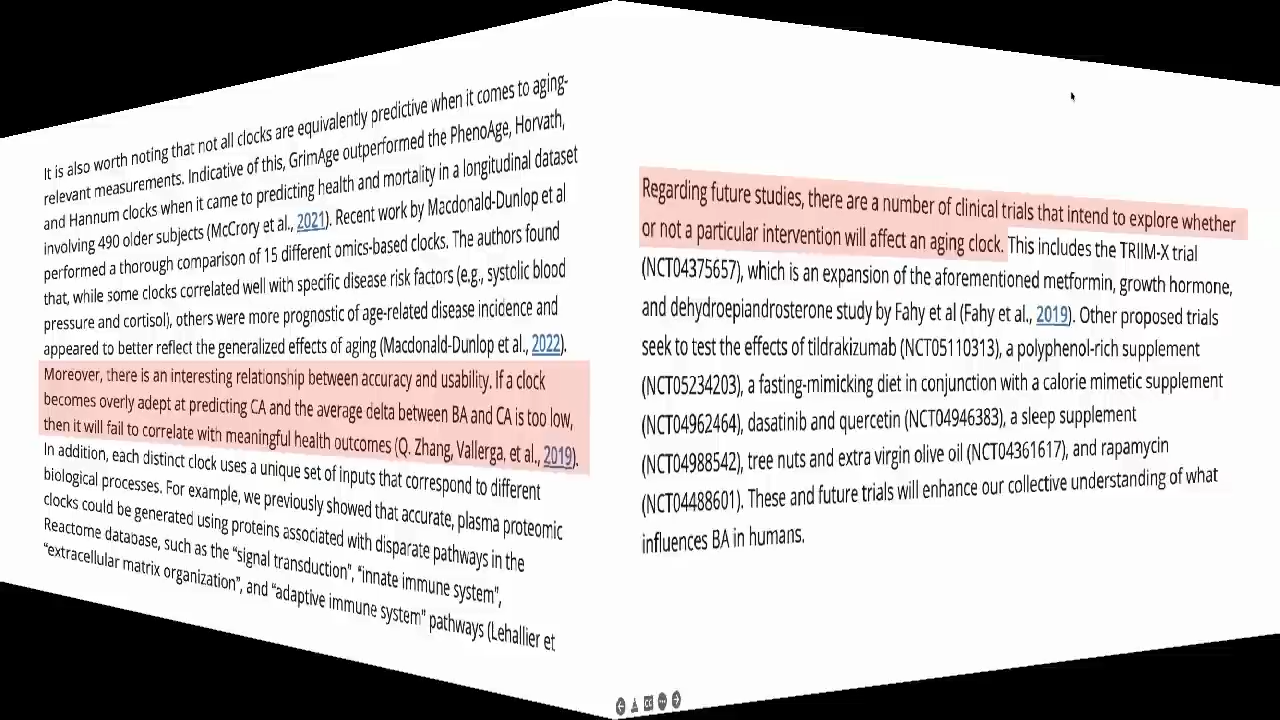 It is also worth noting that not all clocks are equivalently predictive when it comes to aging-
relevant measurements. Indicative of this, GrimAge outperformed the PhenoAge, Horvath,
and Hannum clocks when it came to predicting health and mortality in a longitudinal dataset
involving 490 older subjects (McCrory et al., 2021). Recent work by Macdonald-Dunlop et al
performed a thorough comparison of 15 different omics-based clocks. The authors found
that, while some clocks correlated well with specific disease risk factors (e.g., systolic blood
pressure and cortisol), others were more prognostic of age-related disease incidence and
appeared to better reflect the generalized effects of aging (Macdonald-Dunlop et al., 2022).
Moreover, there is an interesting relationship between accuracy and usability. If a clock
becomes overly adept at predicting CA and the average delta between BA and CA is too low,
then it will fail to correlate with meaningful health outcomes (Q. Zhang, Vallerga, et al., 2019).
In addition, each distinct clock uses a unique set of inputs that correspond to different
biological processes. For example, we previously showed that accurate, plasma proteomic
clocks could be generated using proteins associated with disparate pathways in the
Reactome database, such as the “signal transduction”, “innate immune system”,
“extracellular matrix organization”, and “adaptive immune system” pathways (Lehallier et
Regarding future studies, there are a number of clinical trials that intend to explore whether
or not a particular intervention will affect an aging clock. This includes the TRIIM-X trial
(NCT04375657), which is an expansion of the aforementioned metformin, growth hormone,
and dehydroepiandrosterone study by Fahy et al (Fahy et al., 2019). Other proposed trials
seek to test the effects of tildrakizumab (NCT05110313), a polyphenol-rich supplement
(NCT05234203), a fasting-mimicking diet in conjunction with a calorie mimetic supplement
(NCT04962464), dasatinib and quercetin (NCT04946383), a sleep supplement
(NCT04988542), tree nuts and extra virgin olive oil (NCT04361617), and rapamycin
(NCT04488601). These and future trials will enhance our collective understanding of what
influences BA in humans.